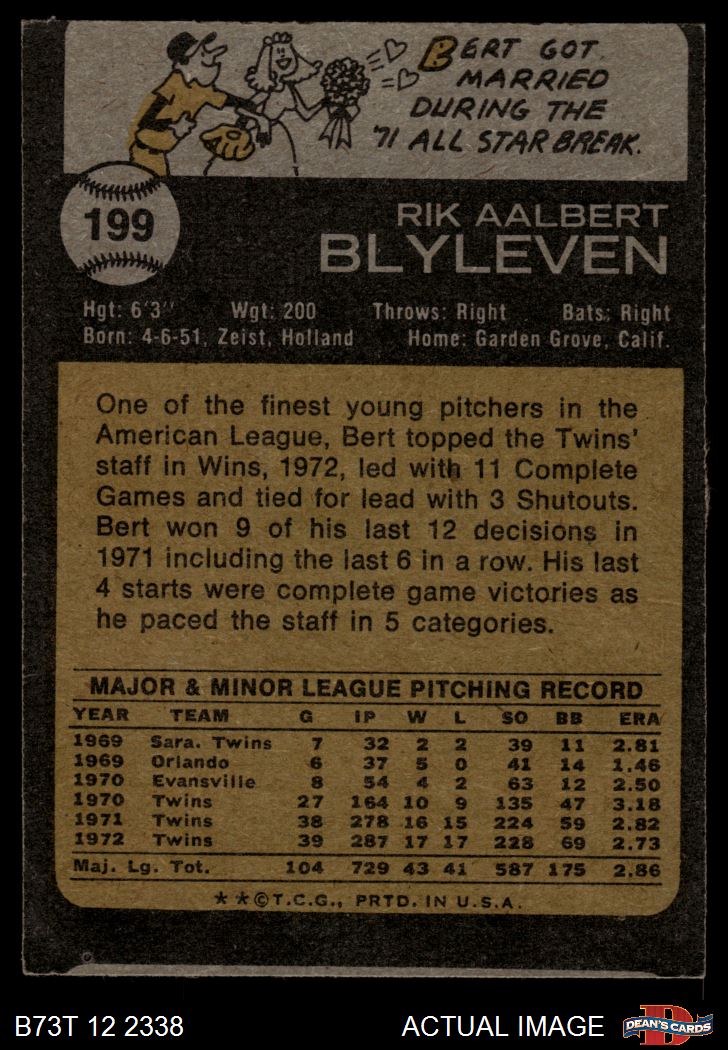 BERT GOT
MARRIED
DURING THE
'71 ALL STAR BREAK.
199
RIK AALBERT
BLYLEVEN
Hgt: 6'3" Wgt: 200 Throws: Right Bats: Right
Born: 4-6-51, Zeist, Holland Home: Garden Grove, Calif.
One of the finest young pitchers in the
American League, Bert topped the Twins'
staff in Wins, 1972, led with 11 Complete
Games and tied for lead with 3 Shutouts.
Bert won 9 of his last 12 decisions in
1971 including the last 6 in a row. His last
4 starts were complete game victories as
he paced the staff in 5 categories.
MAJOR & MINOR LEAGUE PITCHING RECORD
YEAR TEAM G IP W L SO BB ERA
1969 Sara. Twins 7 32 2 2 39 11 2.81
1969 Orlando 6 37 5 0 41 14 1.46
1970 Evansville 8 54 4 2 63 12 2.50
1970 Twins 27 164 10 9 135 47 3.18
1971 Twins 38 278 16 15 224 59 2.82
1972 Twins 39 287 17 17 228 69 2.73
Maj. Lg. Tot. 104 729 43 41 587 175 2.86
**©T.C.G., PRTD. IN U.S.A.
B73T 12 2338 ACTUAL IMAGE
D
DEAN'S CARDS